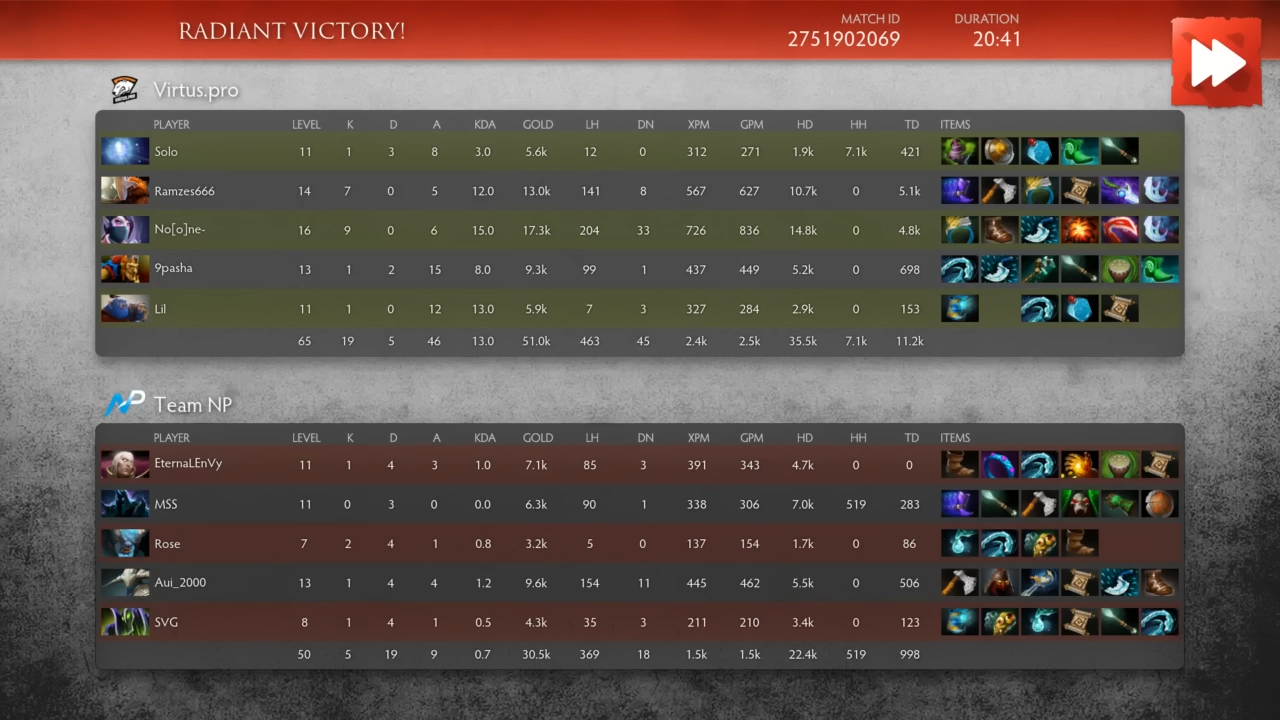 RADIANT VICTORY!
MATCH ID DURATION
2751902069 20:41
Virtus.pro
PLAYER LEVEL K D A KDA GOLD LH DN XPM GPM HD HH TD ITEMS
Solo 11 1 3 8 3.0 5.6k 12 0 312 271 1.9k 7.1k 421
Ramzes666 14 7 0 5 12.0 13.0k 141 8 567 627 10.7k 0 5.1k
No[o]ne- 16 9 0 6 15.0 17.3k 204 33 726 836 14.8k 0 4.8k
9pasha 13 1 2 15 8.0 9.3k 99 1 437 449 5.2k 0 698
Lil 11 1 0 12 13.0 5.9k 7 3 327 284 2.9k 0 153
65 19 5 46 13.0 51.0k 463 45 2.4k 2.5k 35.5k 7.1k 11.2k
Team NP
PLAYER LEVEL K D A KDA GOLD LH DN XPM GPM HD HH TD ITEMS
EternaLEnVy 11 1 4 3 1.0 7.1k 85 3 391 343 4.7k 0 0
MSS 11 0 3 0 0.0 6.3k 90 1 338 306 7.0k 519 283
Rose 7 2 4 1 0.8 3.2k 5 0 137 154 1.7k 0 86
Aui_2000 13 1 4 4 1.2 9.6k 154 11 445 462 5.5k 0 506
SVG 8 1 4 1 0.5 4.3k 35 3 211 210 3.4k 0 123
50 5 19 9 0.7 30.5k 369 18 1.5k 1.5k 22.4k 519 998